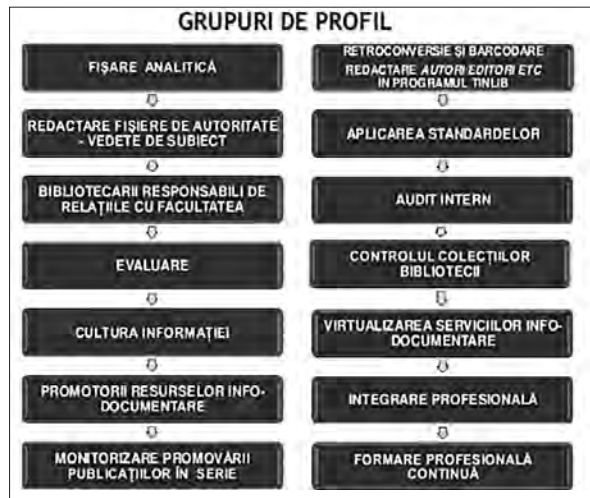 GRUPURI DE PROFIL
FIȘARE ANALITICĂ
REDACTARE FIȘIERE DE AUTORITATE
- VEDETE DE SUBIECT
BIBLIOTECARII RESPONSABILI DE
RELAȚIILE CU FACULTATEA
EVALUARE
CULTURA INFORMAȚIEI
PROMOTORII RESURSELOR INFO-
DOCUMENTARE
MONITORIZARE PROMOVĂRII
PUBLICAȚIILOR ÎN SERIE
RETROCONVERSIE ȘI BARCODARE
REDACTARE AUTORI EDITORI ETC
IN PROGRAMUL TINLIB
APLICAREA STANDARDELOR
AUDIT INTERN
CONTROLUL COLECȚIILOR
BIBLIOTECII
VIRTUALIZAREA SERVICIILOR INFO-
DOCUMENTARE
INTEGRARE PROFESIONALĂ
FORMARE PROFESIONALĂ
CONTINUĂ